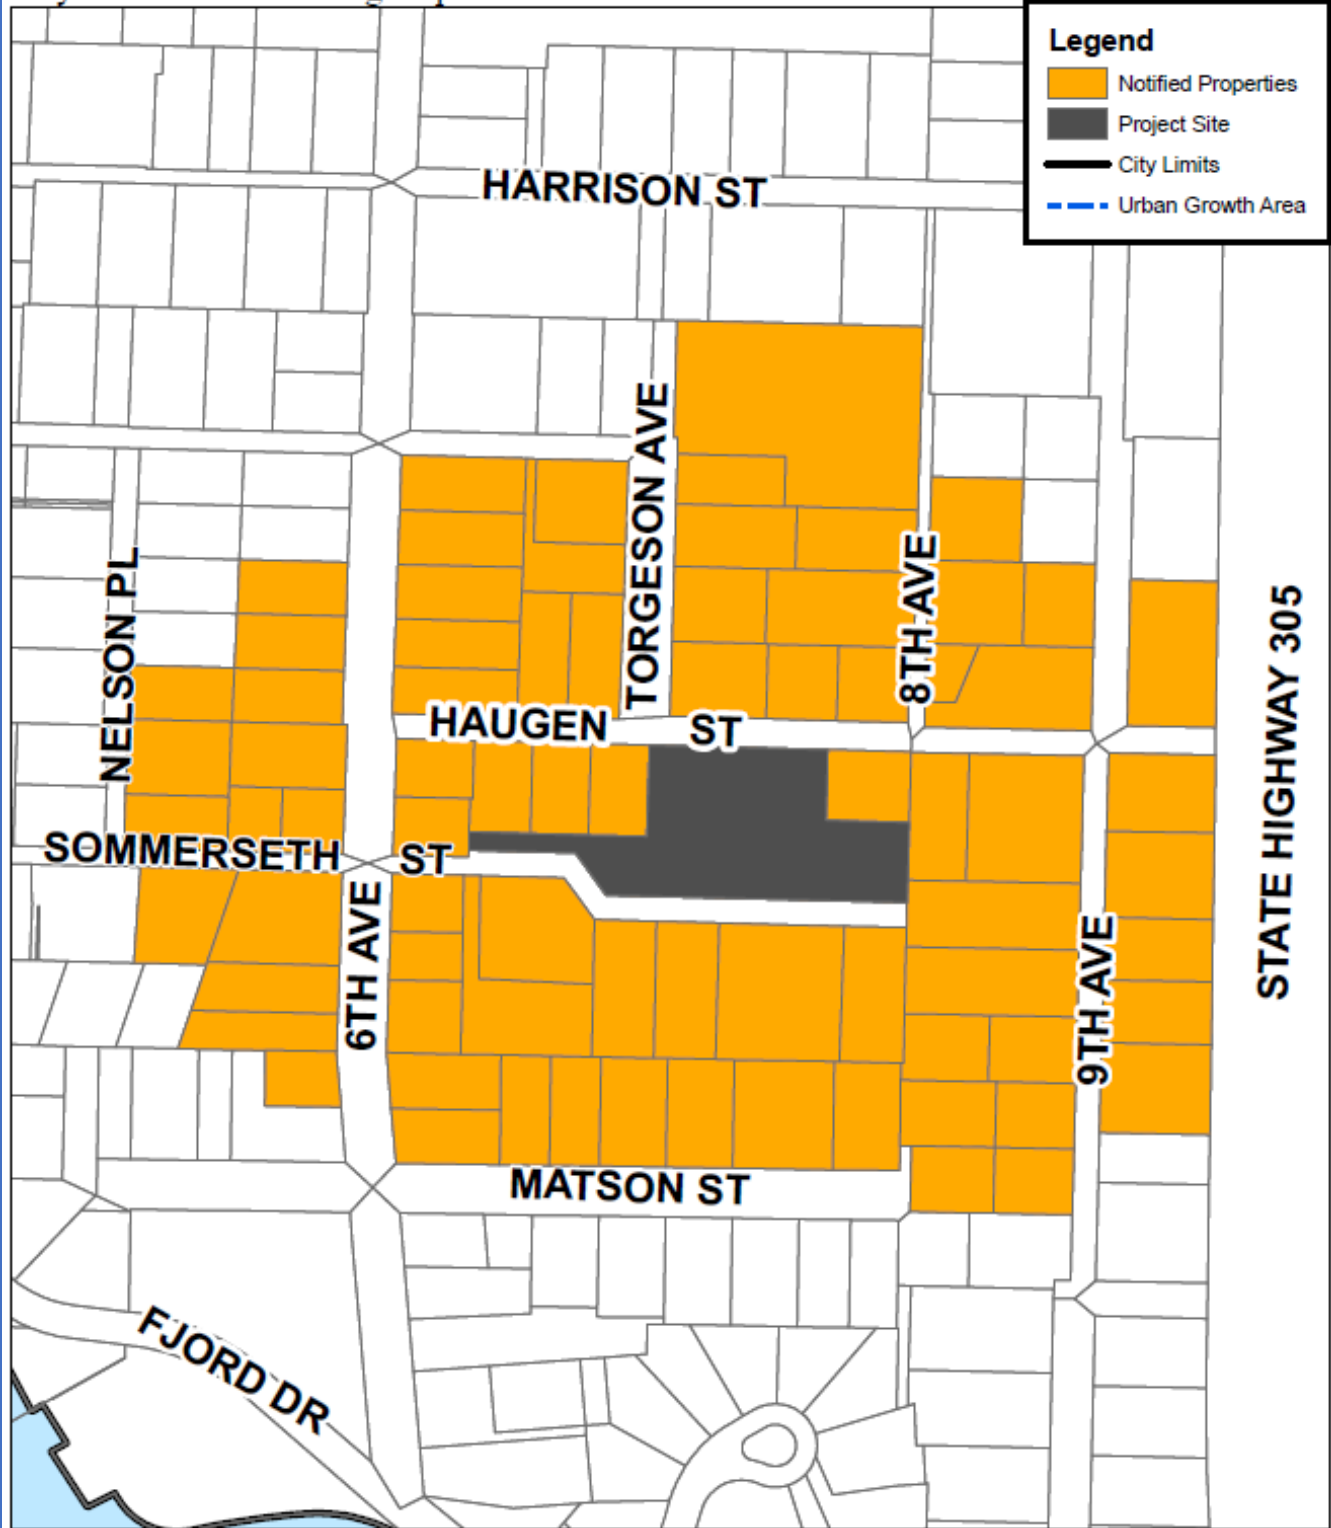 Legend
Notified Properties
Project Site
City Limits
Urban Growth Area
HARRISON ST
TORGESON AVE
8TH AVE
NELSON PL
STATE HIGHWAY 305
HAUGEN ST
SOMMERSETH ST
6TH AVE
9TH AVE
MATSON ST
FJORD DR